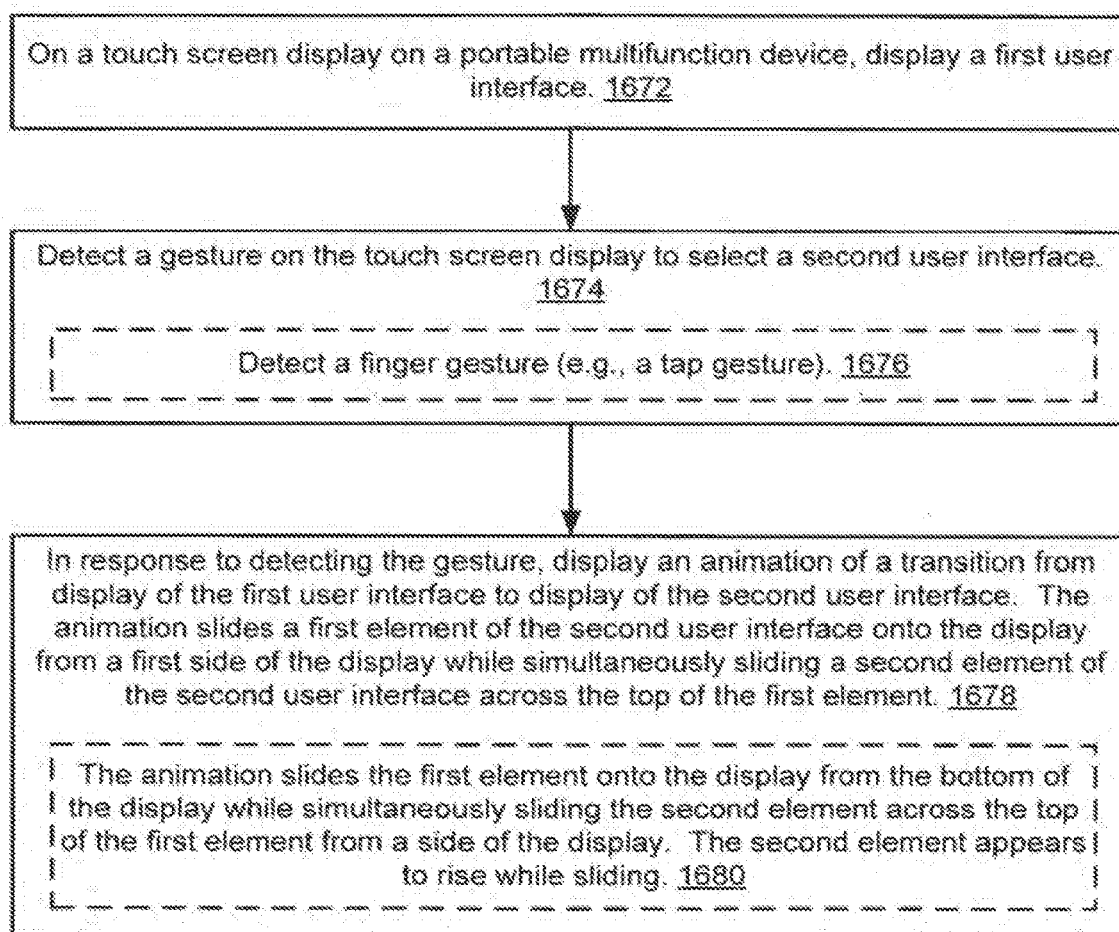 On a touch screen display on a portable multifunction device, display a first user
interface. 1672
Detect a gesture on the touch screen display to select a second user interface.
1674
Detect a finger gesture (e.g., a tap gesture). 1676
In response to detecting the gesture, display an animation of a transition from
display of the first user interface to display of the second user interface. The
animation slides a first element of the second user interface onto the display
from a first side of the display while simultaneously sliding a second element of
the second user interface across the top of the first element. 1678
The animation slides the first element onto the display from the bottom of
the display while simultaneously sliding the second element across the top
of the first element from a side of the display. The second element appears
to rise while sliding. 1680